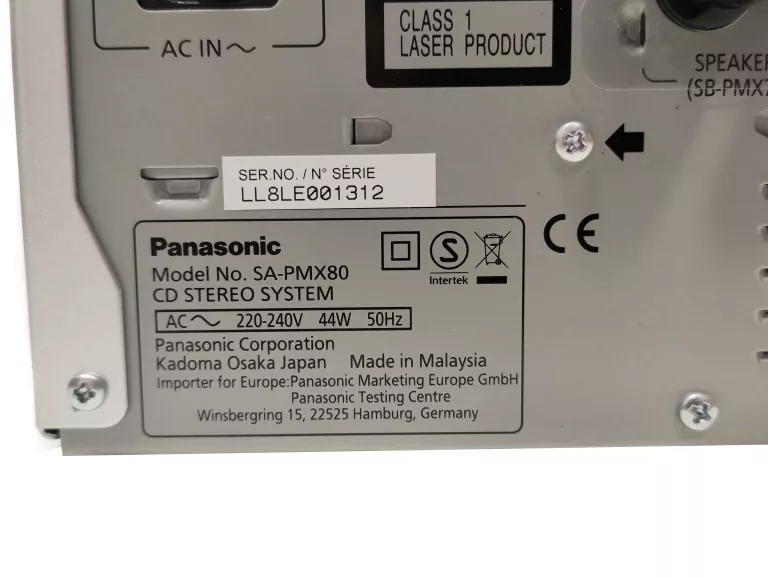 AC IN ~
CLASS 1
LASER PRODUCT
(SB-PMX
SER.NO. / N° SÉRIE
LL8LE001312
Panasonic
Model No. SA-PMX80
CD STEREO SYSTEM
S
Intertek
CE
AC ~ 220-240V 44W 50Hz
Panasonic Corporation
Kadoma Osaka Japan Made in Malaysia
Importer for Europe:Panasonic Marketing Europe GmbH
Panasonic Testing Centre
Winsbergring 15, 22525 Hamburg, Germany